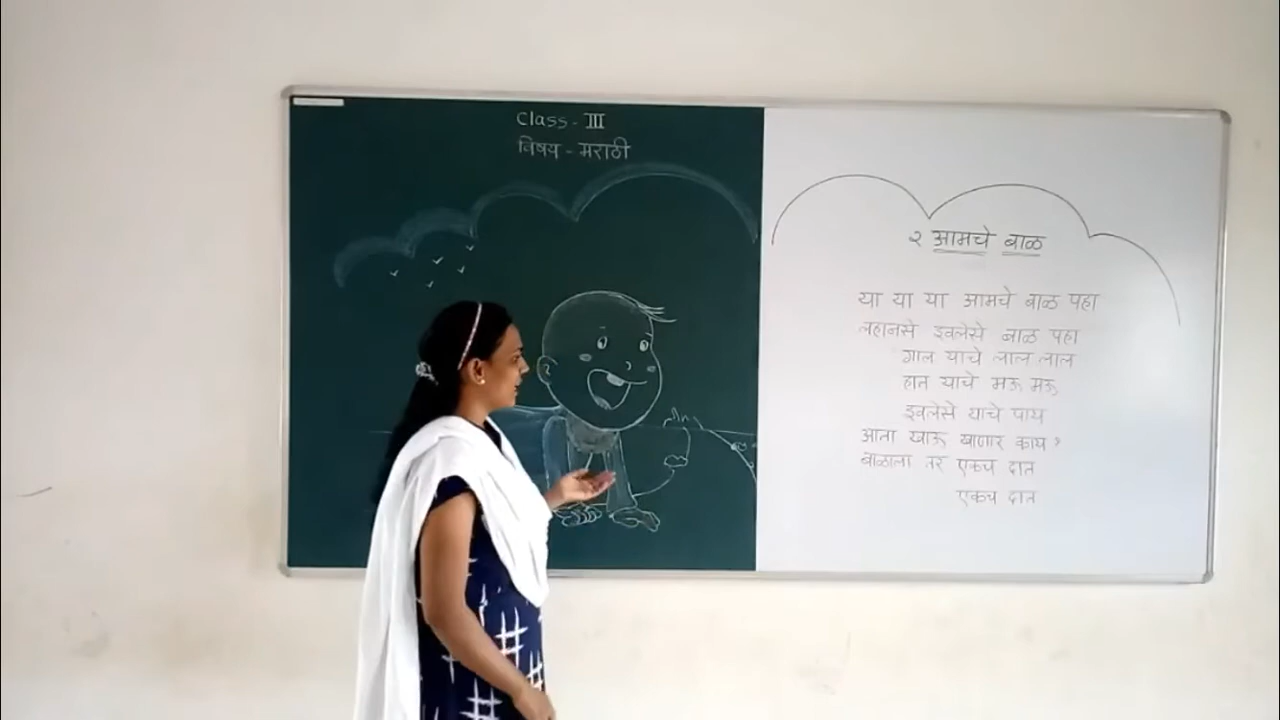 Class - III
विषय - मराठी
२ आमचे बाळ
या या या आमचे बाळ पहा
लहानसे इवलेसे बाळ पहा
गाल याचे लाल लाल
हात याचे मऊ मऊ
इवलेसे याचे पाय
आता खाऊ खाणार काय?
बाळाला तर एकच दात
एकच दात